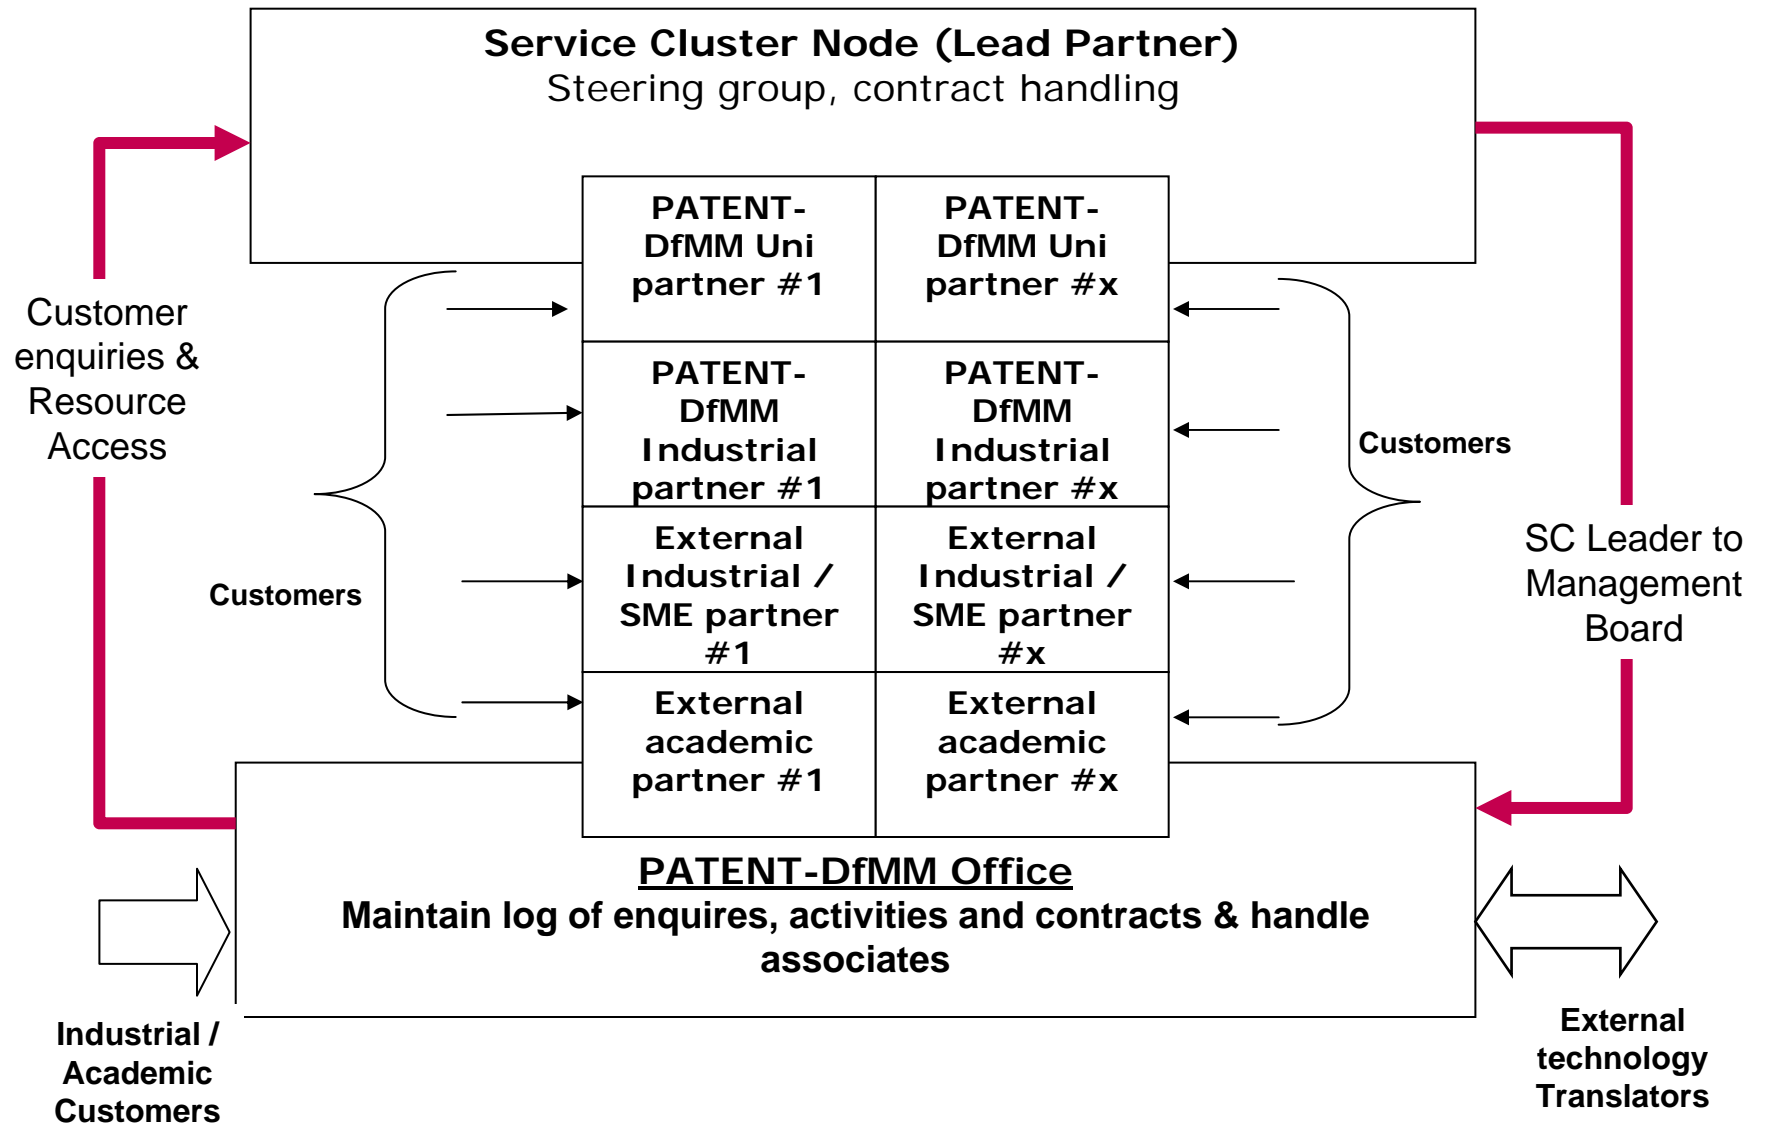 Service Cluster Node (Lead Partner)
Steering group, contract handling
PATENT-
DfMM Uni
partner #1
PATENT-
DfMM Uni
partner #x
Customer
enquiries &
Resource
Access
PATENT-
DfMM
Industrial
partner #1
PATENT-
DfMM
Industrial
partner #x
Customers
External
Industrial /
SME partner
#1
External
Industrial /
SME partner
#x
Customers
SC Leader to
Management
Board
External
academic
partner #1
External
academic
partner #x
PATENT-DfMM Office
Maintain log of enquires, activities and contracts & handle
associates
Industrial /
Academic
Customers
External
technology
Translators